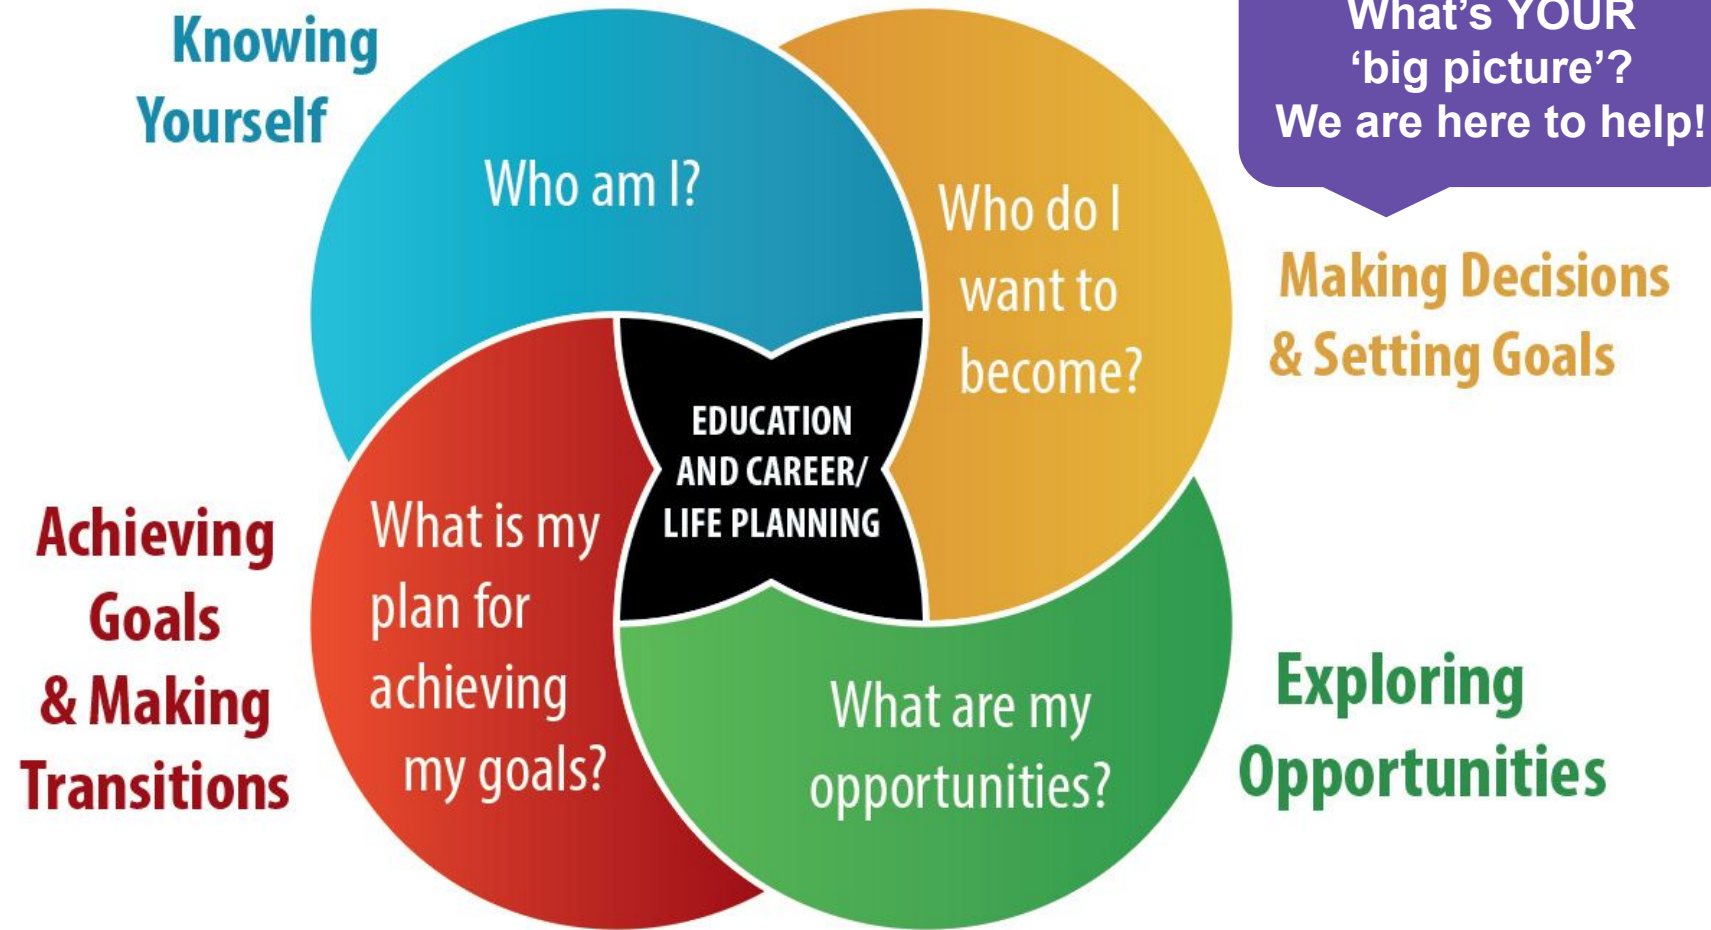 Knowing
Yourself
Who am I?
What's YOUR
‘big picture’?
We are here to help!
Who do I
want to
become?
Making Decisions
& Setting Goals
EDUCATION
AND CAREER/
LIFE PLANNING
Achieving
Goals
& Making
Transitions
What is my
plan for
achieving
my goals?
What are my
opportunities?
Exploring
Opportunities